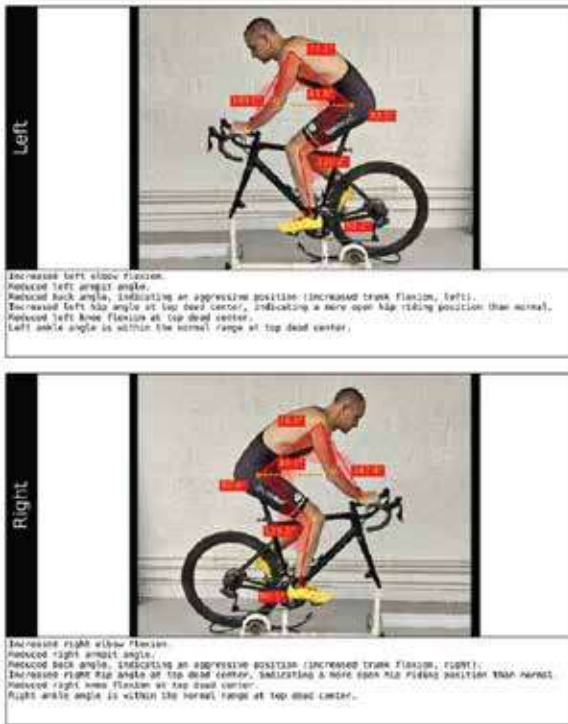 Left
Increased left elbow flexion.
Reduced left armpit angle.
Reduced back angle, indicating an aggressive position (increased trunk flexion, left).
Increased left hip angle at top dead center, indicating a more open hip riding position than normal.
Reduced left knee flexion at top dead center.
Left ankle angle is within the normal range at top dead center.
Right
Increased right elbow flexion.
Reduced right armpit angle.
Reduced back angle, indicating an aggressive position (increased trunk flexion, right).
Increased right hip angle at top dead center, indicating a more open hip riding position than normal.
Reduced right knee flexion at top dead center.
Right ankle angle is within the normal range at top dead center.